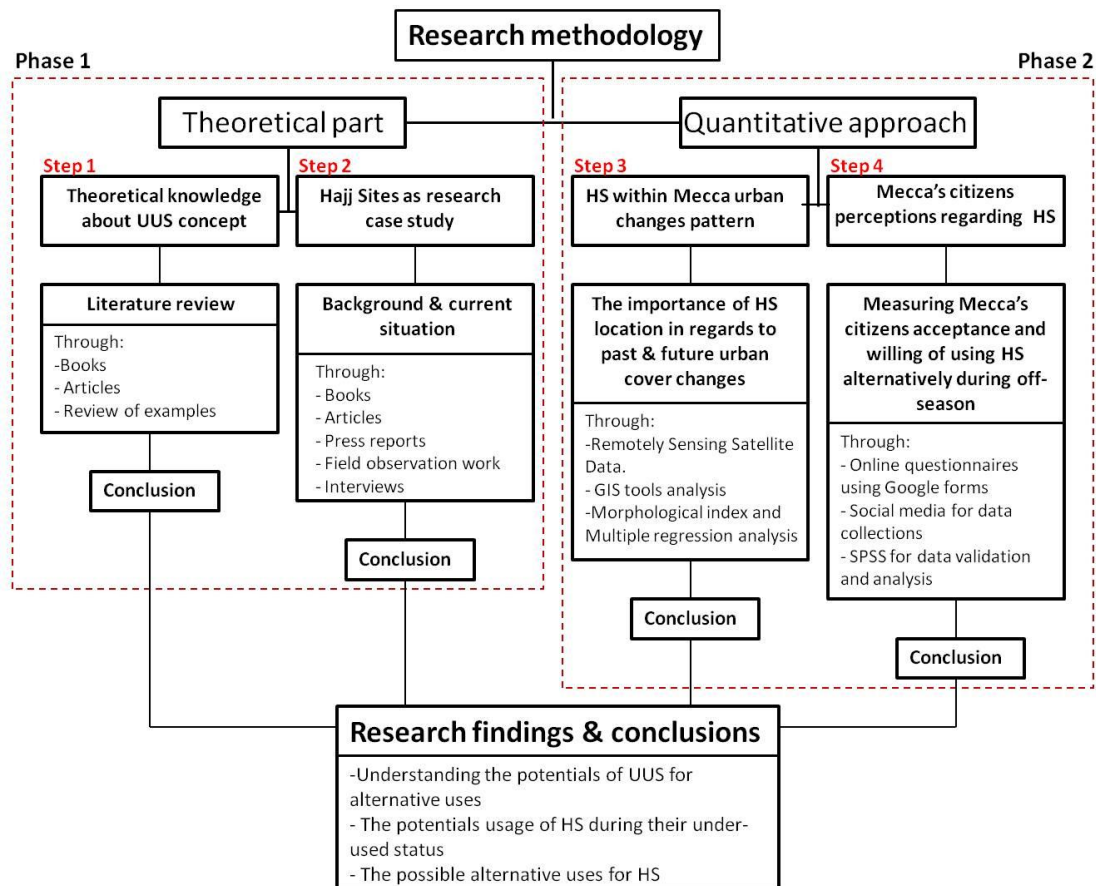 Research methodology
Phase 1
Phase 2
Theoretical part
Quantitative approach
Step 1
Theoretical knowledge
about UUS concept
Step 2
Hajj Sites as research
case study
Step 3
HS within Mecca urban
changes pattern
Step 4
Mecca's citizens
perceptions regarding HS
Literature review
Through:
-Books
- Articles
- Review of examples
Conclusion
Background & current
situation
Through:
- Books
- Articles
- Press reports
- Field observation work
- Interviews
Conclusion
The importance of HS
location in regards to
past & future urban
cover changes
Through:
-Remotely Sensing Satellite
Data.
- GIS tools analysis
-Morphological index and
Multiple regression analysis
Conclusion
Measuring Mecca's
citizens acceptance and
willing of using HS
alternatively during off-
season
Through:
- Online questionnaires
using Google forms
- Social media for data
collections
- SPSS for data validation
and analysis
Conclusion
Research findings & conclusions
-Understanding the potentials of UUS for
alternative uses
- The potentials usage of HS during their under-
used status
- The possible alternative uses for HS